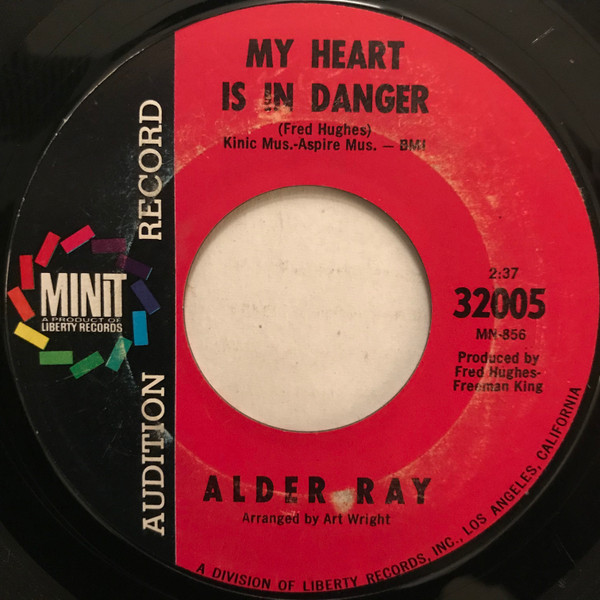 MY HEART
IS IN DANGER
(Fred Hughes)
Kinic Mus.-Aspire Mus. — BMI
AUDITION RECORD
MINIT
A PRODUCT OF
LIBERTY RECORDS
2:37
32005
MN-856
Produced by
Fred Hughes-
Freeman King
ALDER RAY
Arranged by Art Wright
A DIVISION OF LIBERTY RECORDS, INC., LOS ANGELES, CALIFORNIA